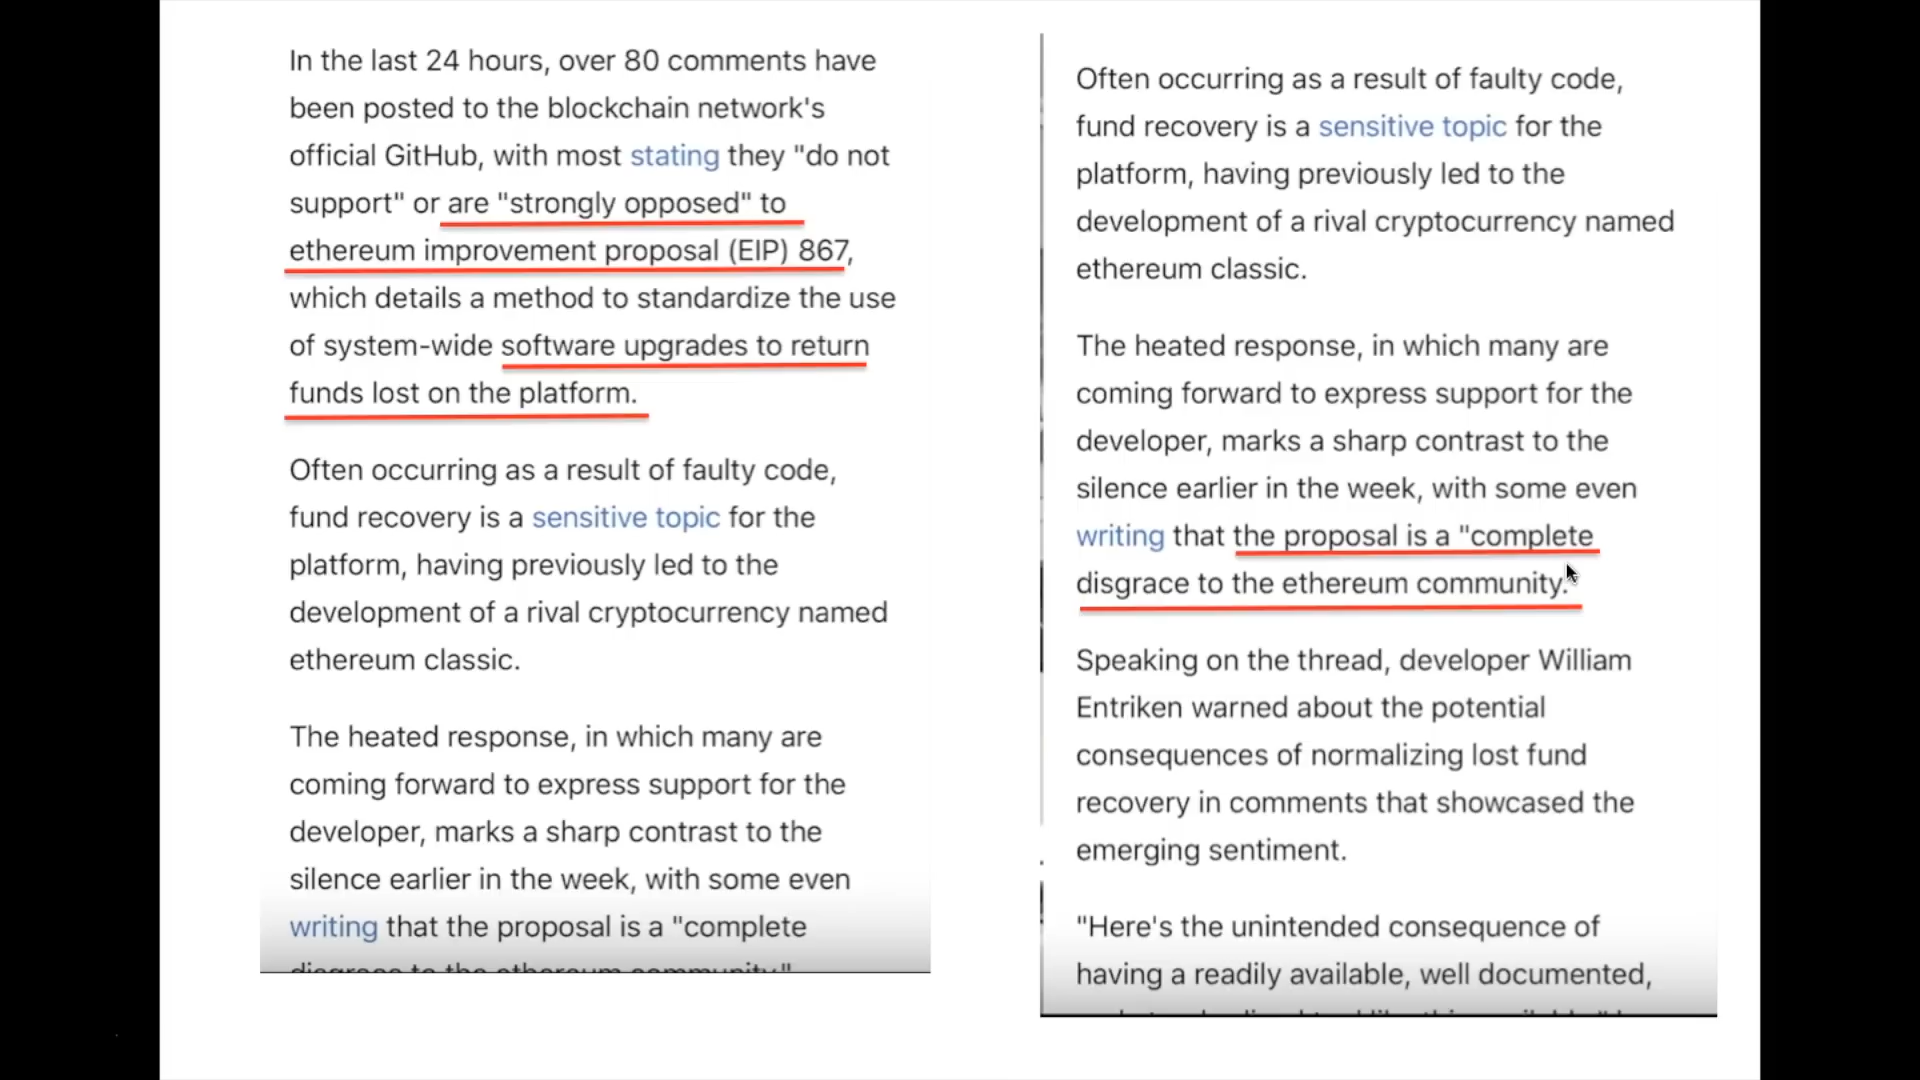 In the last 24 hours, over 80 comments have
been posted to the blockchain network's
official GitHub, with most stating they "do not
support" or are "strongly opposed" to
ethereum improvement proposal (EIP) 867,
which details a method to standardize the use
of system-wide software upgrades to return
funds lost on the platform.
Often occurring as a result of faulty code,
fund recovery is a sensitive topic for the
platform, having previously led to the
development of a rival cryptocurrency named
ethereum classic.
The heated response, in which many are
coming forward to express support for the
developer, marks a sharp contrast to the
silence earlier in the week, with some even
writing that the proposal is a "complete
disgrace to the ethereum community."
Often occurring as a result of faulty code,
fund recovery is a sensitive topic for the
platform, having previously led to the
development of a rival cryptocurrency named
ethereum classic.
The heated response, in which many are
coming forward to express support for the
developer, marks a sharp contrast to the
silence earlier in the week, with some even
writing that the proposal is a "complete
disgrace to the ethereum community."
Speaking on the thread, developer William
Entriken warned about the potential
consequences of normalizing lost fund
recovery in comments that showcased the
emerging sentiment.
"Here's the unintended consequence of
having a readily available, well documented,